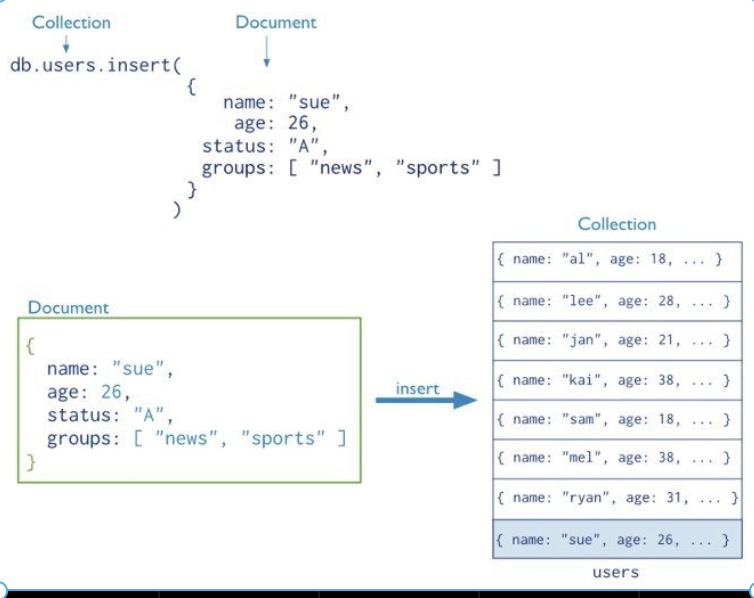 Collection Document
db.users.insert(
{
name: "sue",
age: 26,
status: "A",
groups: [ "news", "sports" ]
}
)
Document
{
name: "sue",
age: 26,
status: "A",
groups: [ "news", "sports" ]
}
insert
Collection
{ name: "al", age: 18, ... }
{ name: "lee", age: 28, ... }
{ name: "jan", age: 21, ... }
{ name: "kai", age: 38, ... }
{ name: "sam", age: 18, ... }
{ name: "mel", age: 38, ... }
{ name: "ryan", age: 31, ... }
{ name: "sue", age: 26, ... }
users